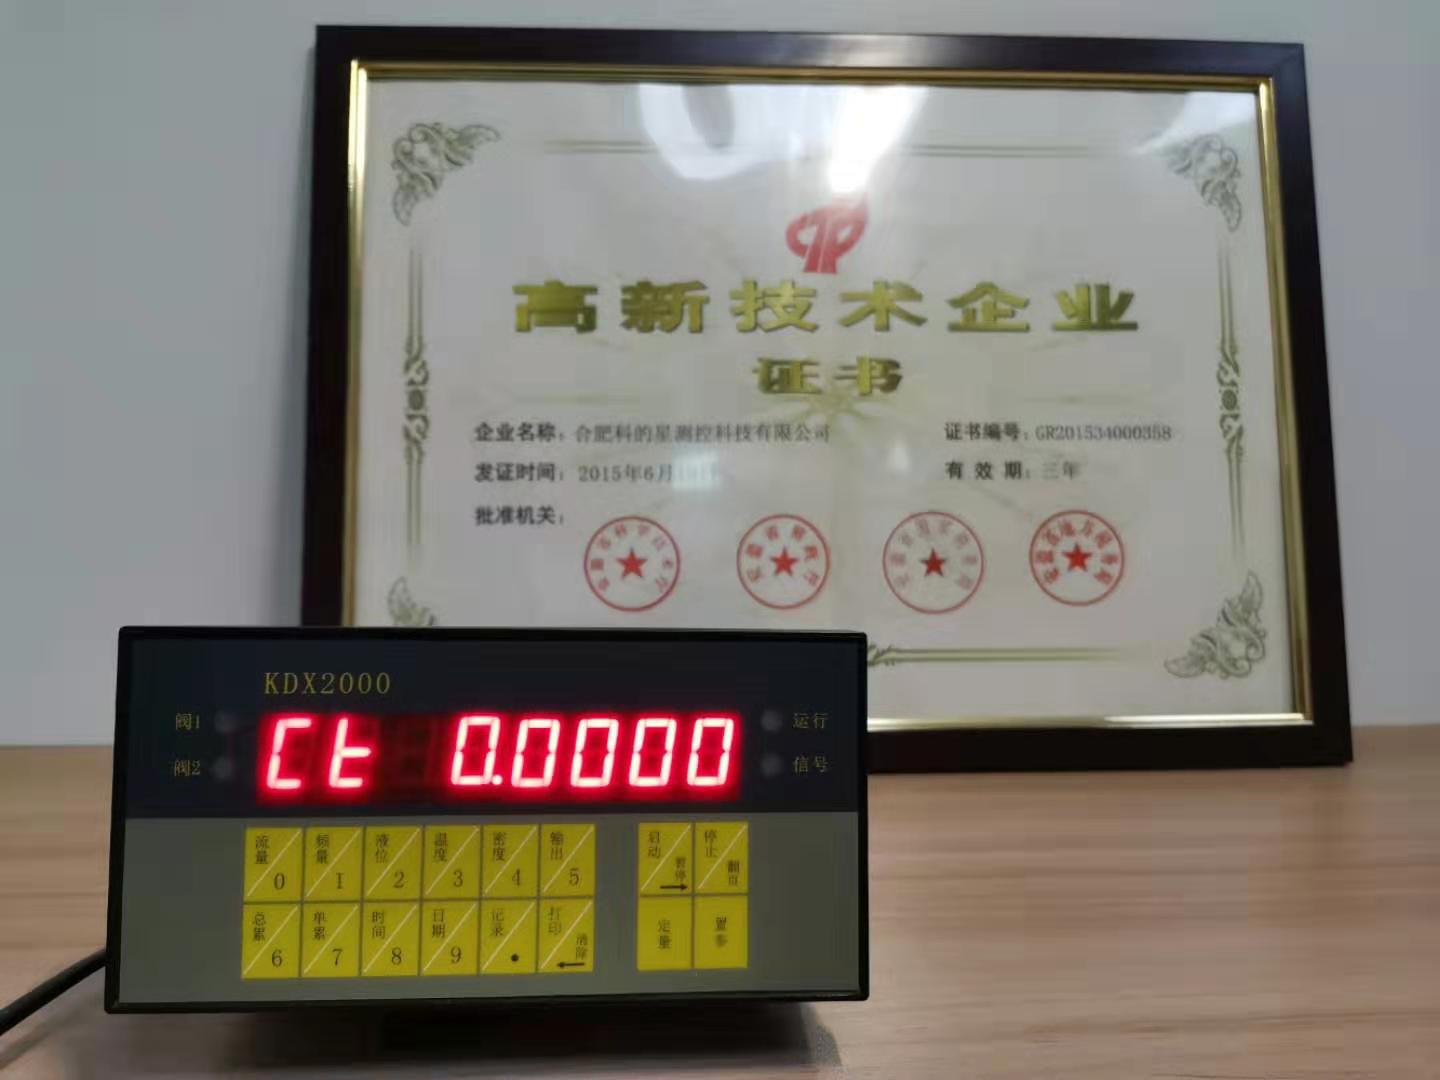 高新技术企业
证书
企业名称：合肥科的星测控科技有限公司
证书编号：GR201534000358
发证时间：2015年6月
有效期：三年
批准机关：
KDX2000
阀1
Ct 0.0000
运行
阀2
信号
流量 0
频量 1
液位 2
温度 3
密度 4
输出 5
启动 暂停
停止 翻页
总累 6
单累 7
时间 8
日期 9
记录 .
打印 消除
定量
置参